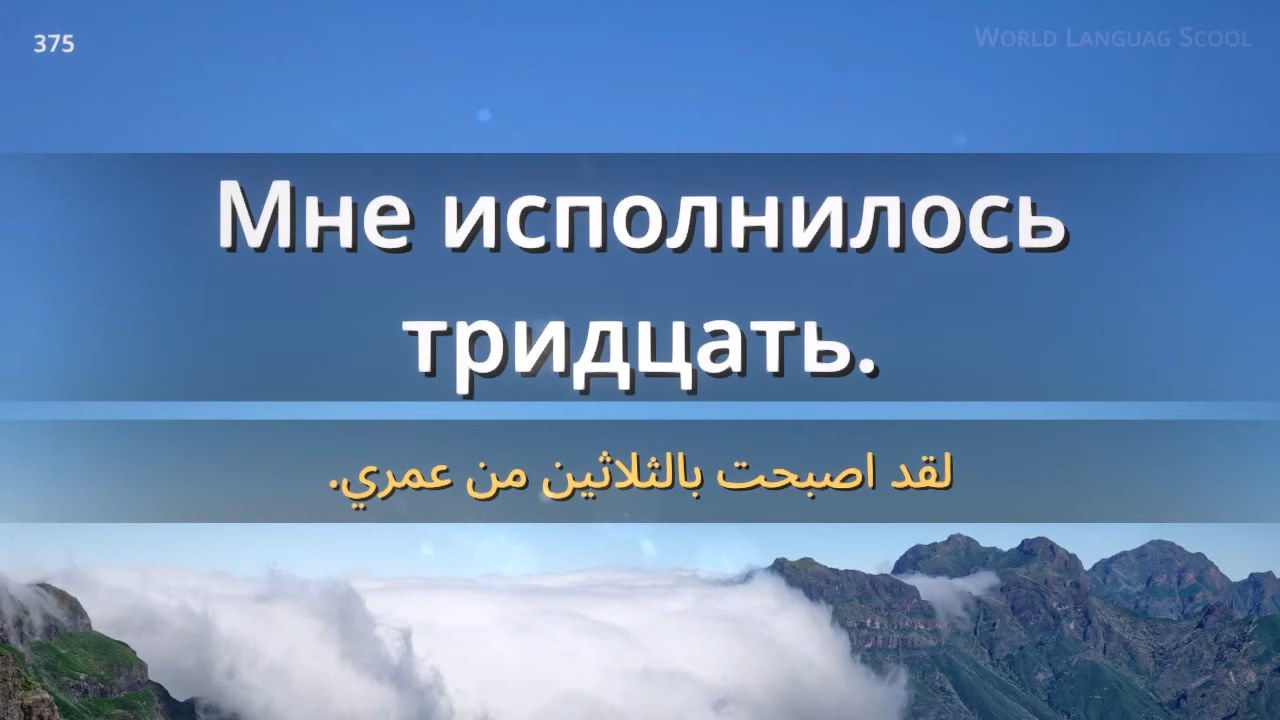 375
World Languag Scool
Мне исполнилось
тридцать.
لقد اصبحت بالثلاثين من عمري.